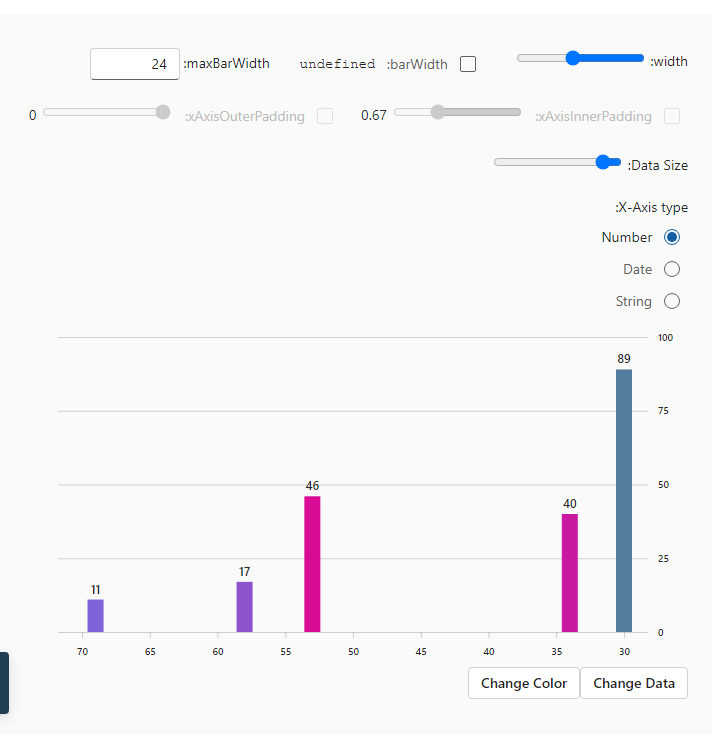 width:
barWidth: undefined
maxBarWidth: 24
xAxisInnerPadding: 0.67
xAxisOuterPadding: 0
Data Size:
X-Axis type:
Number
Date
String
100
89
75
50
46
40
25
17
11
0
70 65 60 55 50 45 40 35 30
Change Color Change Data